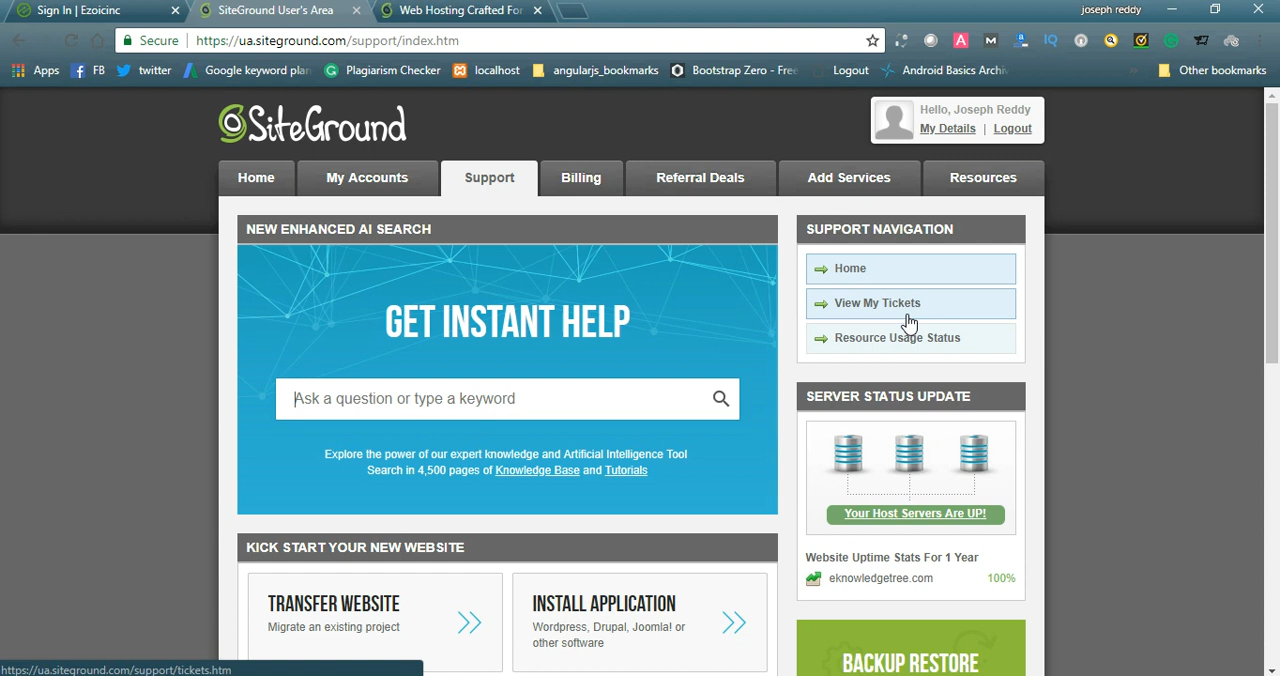 Sign In | Ezoicinc
SiteGround User's Area
Web Hosting Crafted For
joseph reddy
Secure
https://ua.siteground.com/support/index.htm
Apps
FB
twitter
Google keyword plan
Plagiarism Checker
localhost
angularjs_bookmarks
Bootstrap Zero - Free
Logout
Android Basics Archiv
Other bookmarks
SiteGround
Hello, Joseph Reddy
My Details | Logout
Home
My Accounts
Support
Billing
Referral Deals
Add Services
Resources
NEW ENHANCED AI SEARCH
GET INSTANT HELP
Ask a question or type a keyword
Explore the power of our expert knowledge and Artificial Intelligence Tool
Search in 4,500 pages of Knowledge Base and Tutorials
KICK START YOUR NEW WEBSITE
TRANSFER WEBSITE
Migrate an existing project
INSTALL APPLICATION
Wordpress, Drupal, Joomla! or
other software
SUPPORT NAVIGATION
Home
View My Tickets
Resource Usage Status
SERVER STATUS UPDATE
Your Host Servers Are UP!
Website Uptime Stats For 1 Year
eknowledgetree.com 100%
BACKUP RESTORE
https://ua.siteground.com/support/tickets.htm